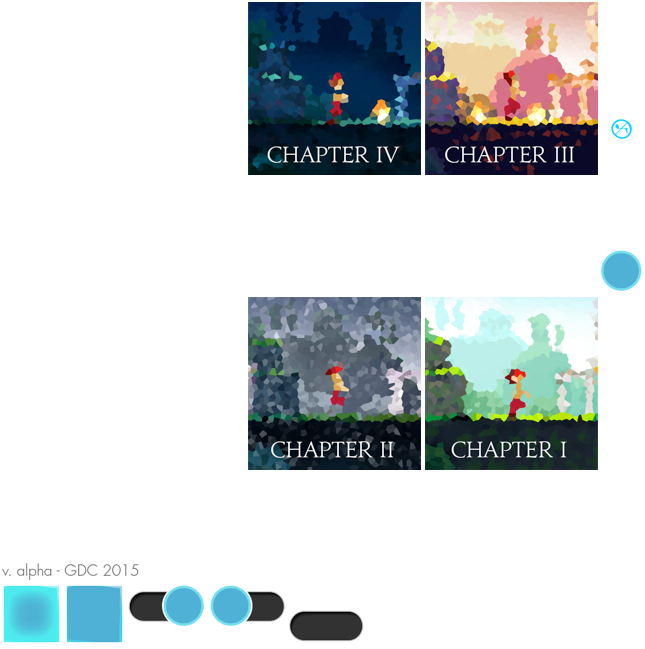 CHAPTER IV
CHAPTER III
CHAPTER II
CHAPTER I
v. alpha - GDC 2015